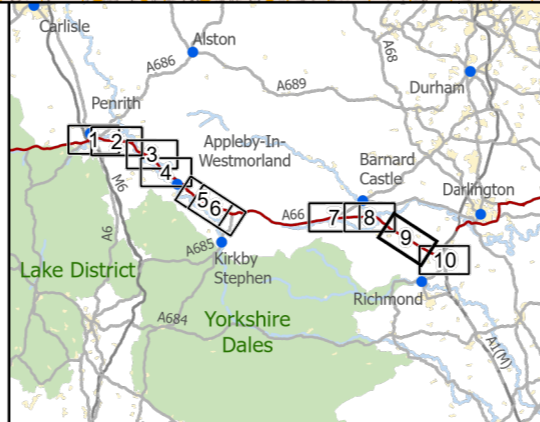 Carlisle
Alston
A686
A68
A689
Durham
Penrith
1
2
3
4
Appleby-In-
Westmorland
Barnard
Castle
Darlington
M6
5
6
A66
7
8
9
10
A6
A685
Lake District
Kirkby
Stephen
Richmond
A684
Yorkshire
Dales
A1(M)